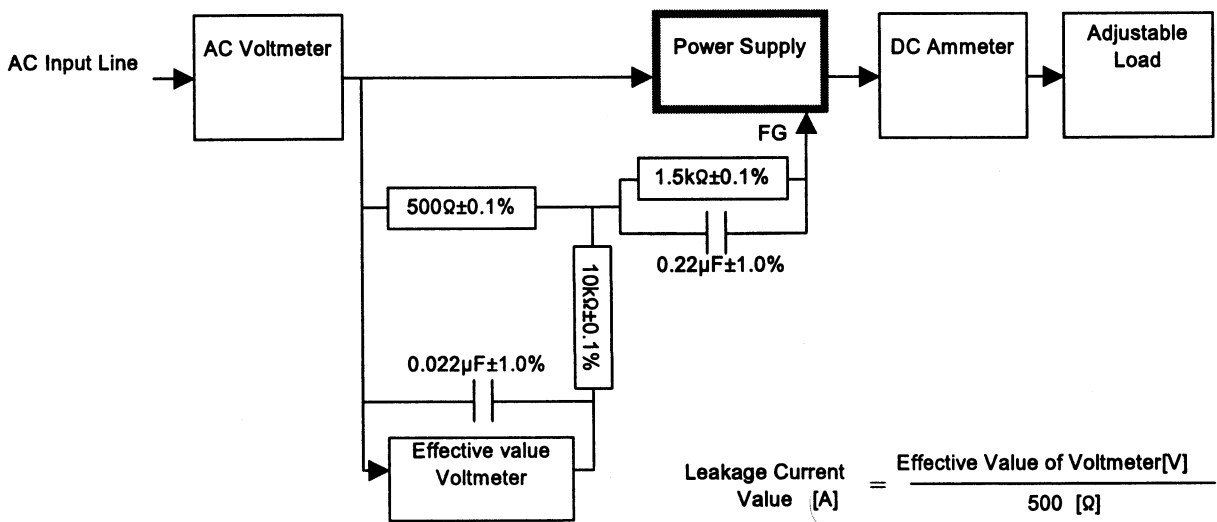 AC Input Line
AC Voltmeter
Power Supply
DC Ammeter
Adjustable
Load
FG
1.5kΩ±0.1%
500Ω±0.1%
0.22µF±1.0%
10kΩ±0.1%
0.022µF±1.0%
Effective value
Voltmeter
Leakage Current
Value [A]
=
Effective Value of Voltmeter[V]
500 [Ω]